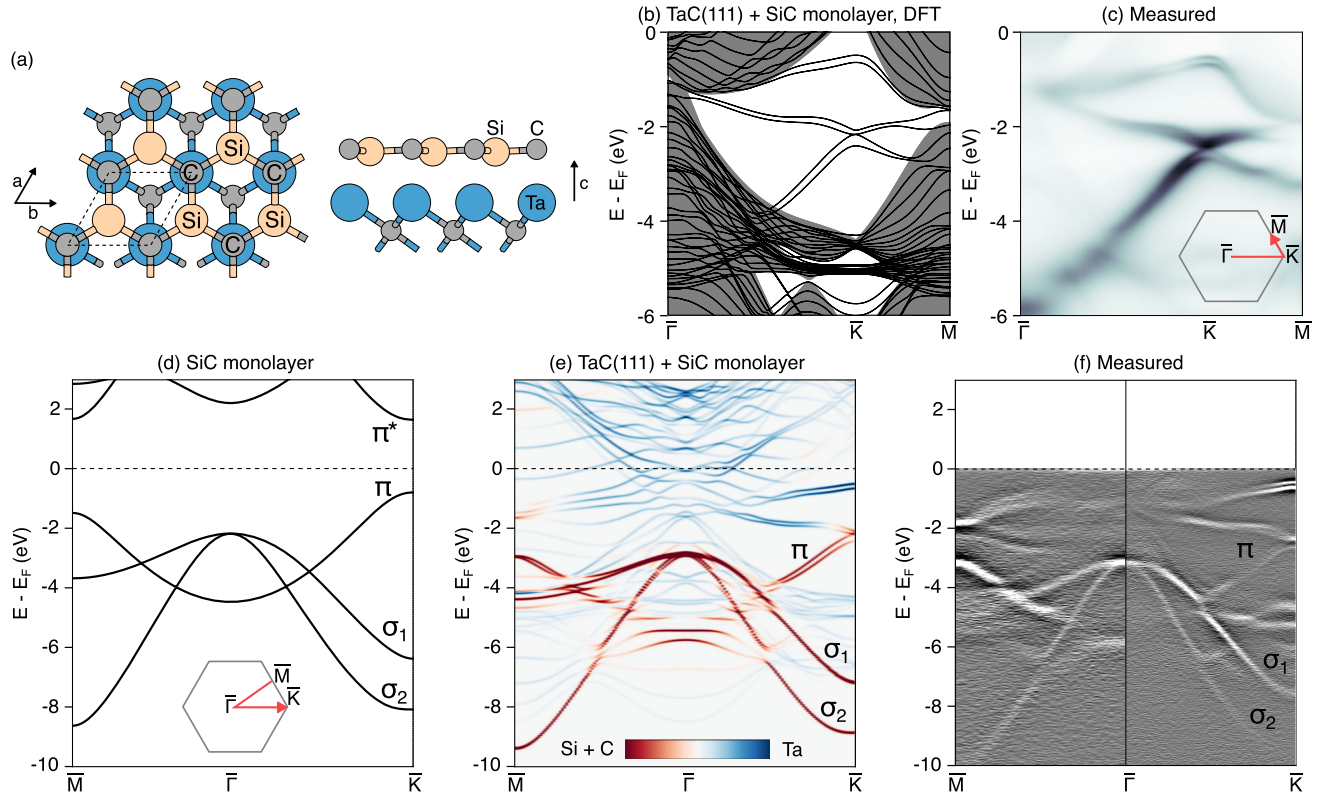 (a)
Si
C
C
Si
Si
C
a
b
Si C
Ta
c
(b) TaC(111) + SiC monolayer, DFT
E - E_F (eV)
0
-2
-4
-6
Γ̅ K̅ M̅
(c) Measured
0
-2
-4
-6
M̅
Γ̅ K̅
Γ̅ K̅ M̅
(d) SiC monolayer
E - E_F (eV)
2
0
-2
-4
-6
-8
-10
π*
π
σ₁
σ₂
M̅
Γ̅ K̅
M̅ Γ̅ K̅
(e) TaC(111) + SiC monolayer
E - E_F (eV)
2
0
-2
-4
-6
-8
-10
π
σ₁
σ₂
Si + C Ta
M̅ Γ̅ K̅
(f) Measured
E - E_F (eV)
2
0
-2
-4
-6
-8
-10
π
σ₁
σ₂
M̅ Γ̅ K̅